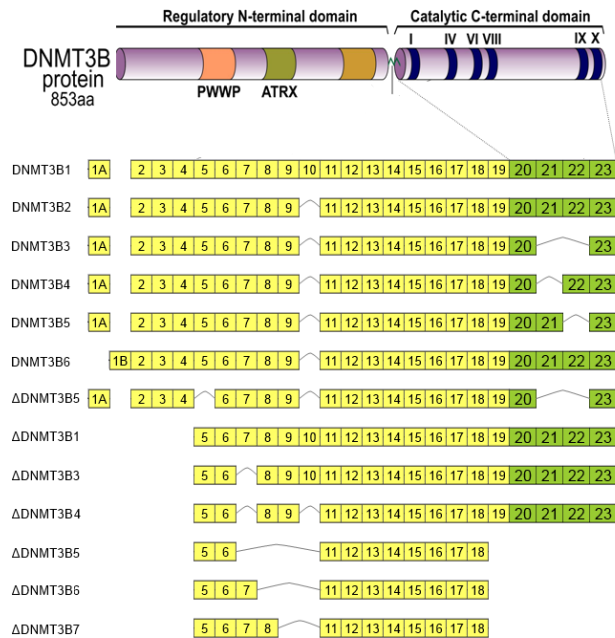 Regulatory N-terminal domain
Catalytic C-terminal domain
I IV VI VIII IX X
DNMT3B
protein
853aa
PWWP ATRX
DNMT3B1 1A 2 3 4 5 6 7 8 9 10 11 12 13 14 15 16 17 18 19 20 21 22 23
DNMT3B2 1A 2 3 4 5 6 7 8 9 11 12 13 14 15 16 17 18 19 20 21 22 23
DNMT3B3 1A 2 3 4 5 6 7 8 9 11 12 13 14 15 16 17 18 19 20 23
DNMT3B4 1A 2 3 4 5 6 7 8 9 11 12 13 14 15 16 17 18 19 20 22 23
DNMT3B5 1A 2 3 4 5 6 7 8 9 11 12 13 14 15 16 17 18 19 20 21 23
DNMT3B6 1B 2 3 4 5 6 7 8 9 11 12 13 14 15 16 17 18 19 20 21 22 23
ΔDNMT3B5 1A 2 3 4 6 7 8 9 11 12 13 14 15 16 17 18 19 20 23
ΔDNMT3B1 5 6 7 8 9 10 11 12 13 14 15 16 17 18 19 20 21 22 23
ΔDNMT3B3 5 6 8 9 10 11 12 13 14 15 16 17 18 19 20 21 22 23
ΔDNMT3B4 5 6 8 9 11 12 13 14 15 16 17 18 19 20 21 22 23
ΔDNMT3B5 5 6 11 12 13 14 15 16 17 18
ΔDNMT3B6 5 6 7 11 12 13 14 15 16 17 18
ΔDNMT3B7 5 6 7 8 11 12 13 14 15 16 17 18